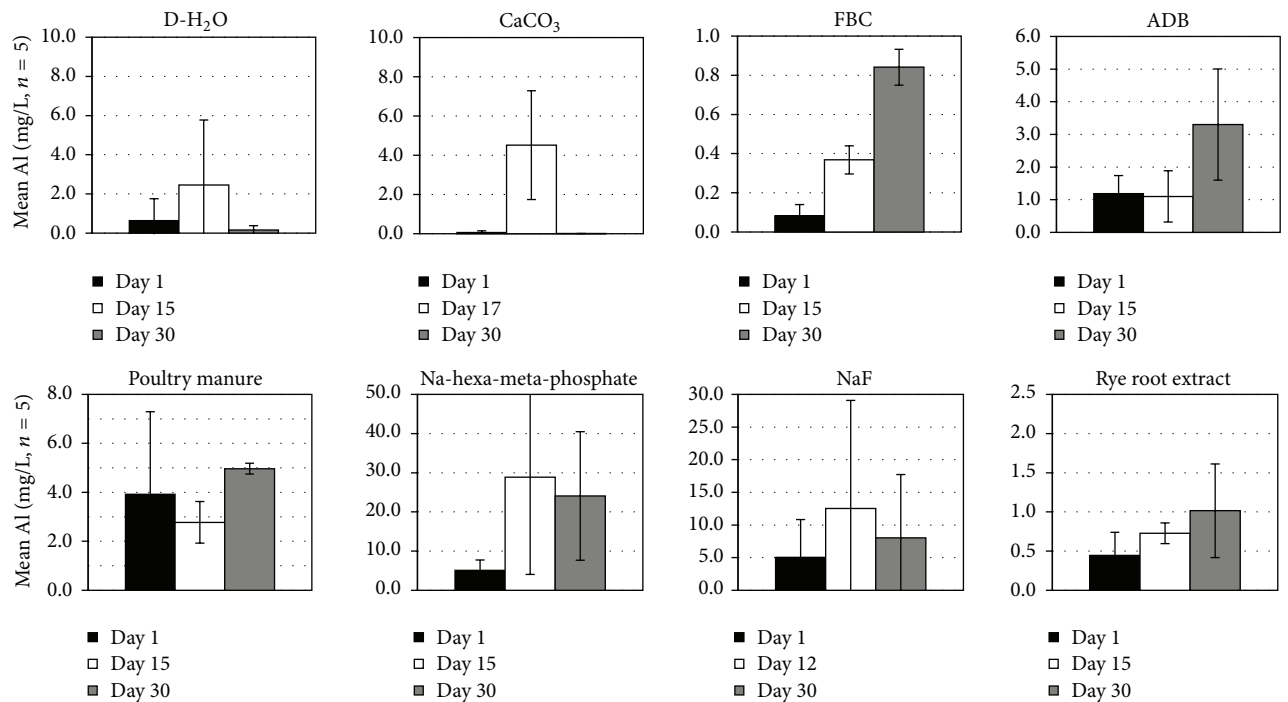 D-H₂O
Mean Al (mg/L, n = 5)
10.0
8.0
6.0
4.0
2.0
0.0
Day 1
Day 15
Day 30
CaCO₃
10.0
8.0
6.0
4.0
2.0
0.0
Day 1
Day 17
Day 30
FBC
1.0
0.8
0.6
0.4
0.2
0.0
Day 1
Day 15
Day 30
ADB
6.0
5.0
4.0
3.0
2.0
1.0
0.0
Day 1
Day 15
Day 30
Poultry manure
Mean Al (mg/L, n = 5)
8.0
6.0
4.0
2.0
0.0
Day 1
Day 15
Day 30
Na-hexa-meta-phosphate
50.0
40.0
30.0
20.0
10.0
0.0
Day 1
Day 15
Day 30
NaF
30.0
25.0
20.0
15.0
10.0
5.0
0.0
Day 1
Day 12
Day 30
Rye root extract
2.5
2.0
1.5
1.0
0.5
0.0
Day 1
Day 15
Day 30